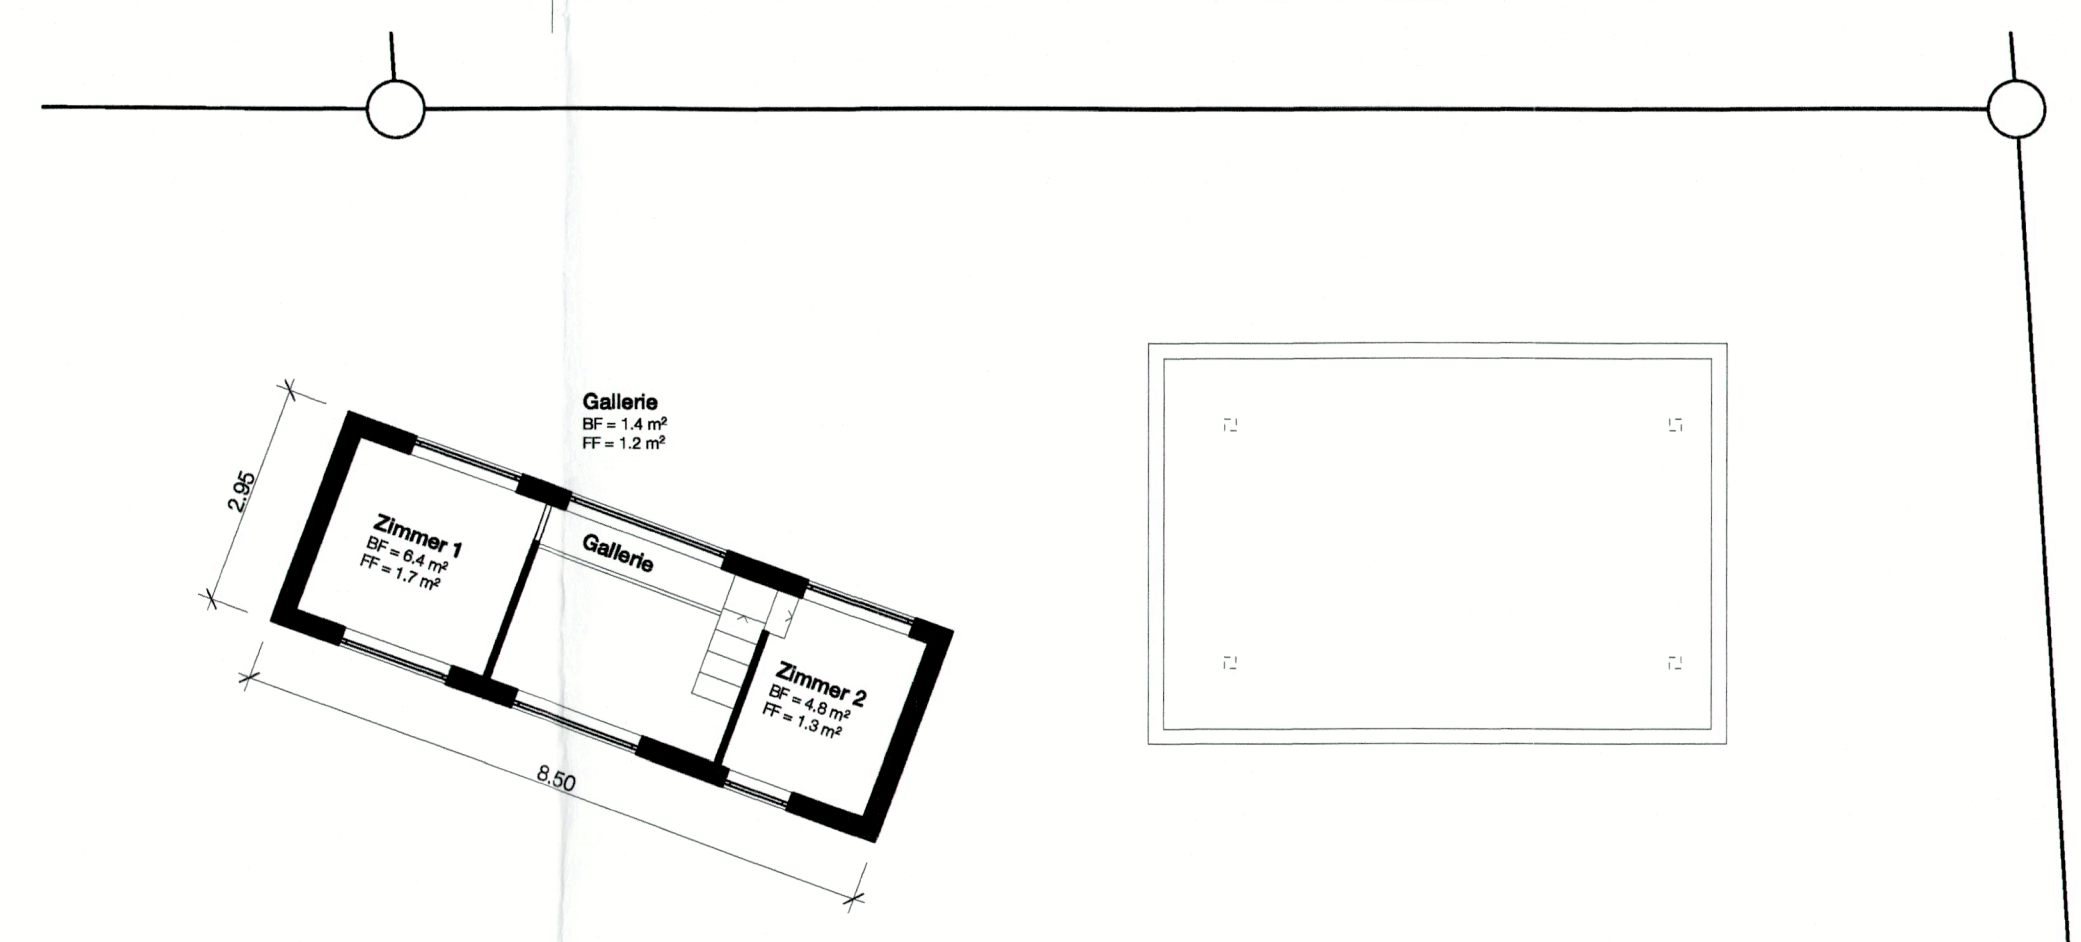 Gallerie
BF = 1.4 m²
FF = 1.2 m²
2.95
Zimmer 1
BF = 6.4 m²
FF = 1.7 m²
Gallerie
Zimmer 2
BF = 4.8 m²
FF = 1.3 m²
8.50